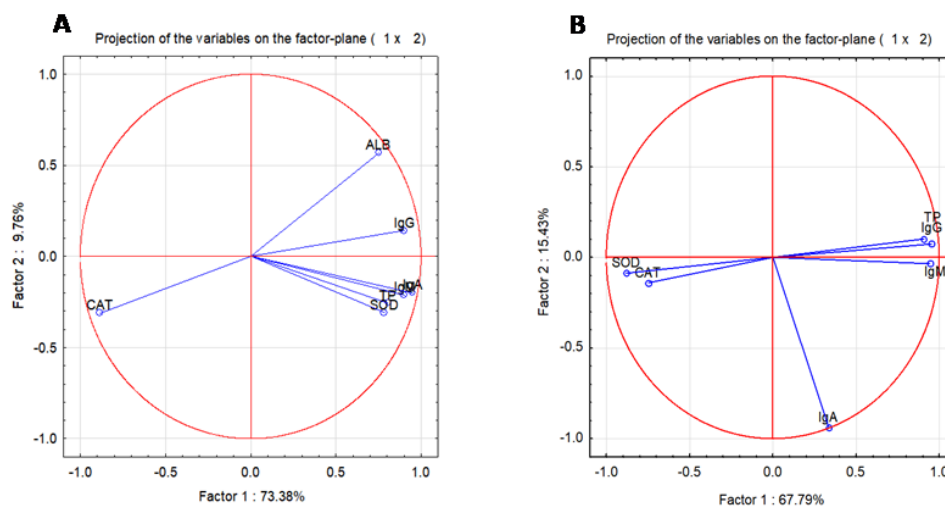 A
Projection of the variables on the factor-plane ( 1 x 2)
1.0
0.5
0.0
-0.5
-1.0
Factor 2 : 9.76%
ALB
IgG
IgA
IgM
TP
SOD
CAT
-1.0 -0.5 0.0 0.5 1.0
Factor 1 : 73.38%
B
Projection of the variables on the factor-plane ( 1 x 2)
1.0
0.5
0.0
-0.5
-1.0
Factor 2 : 15.43%
TP
IgG
IgM
SOD
CAT
IgA
-1.0 -0.5 0.0 0.5 1.0
Factor 1 : 67.79%